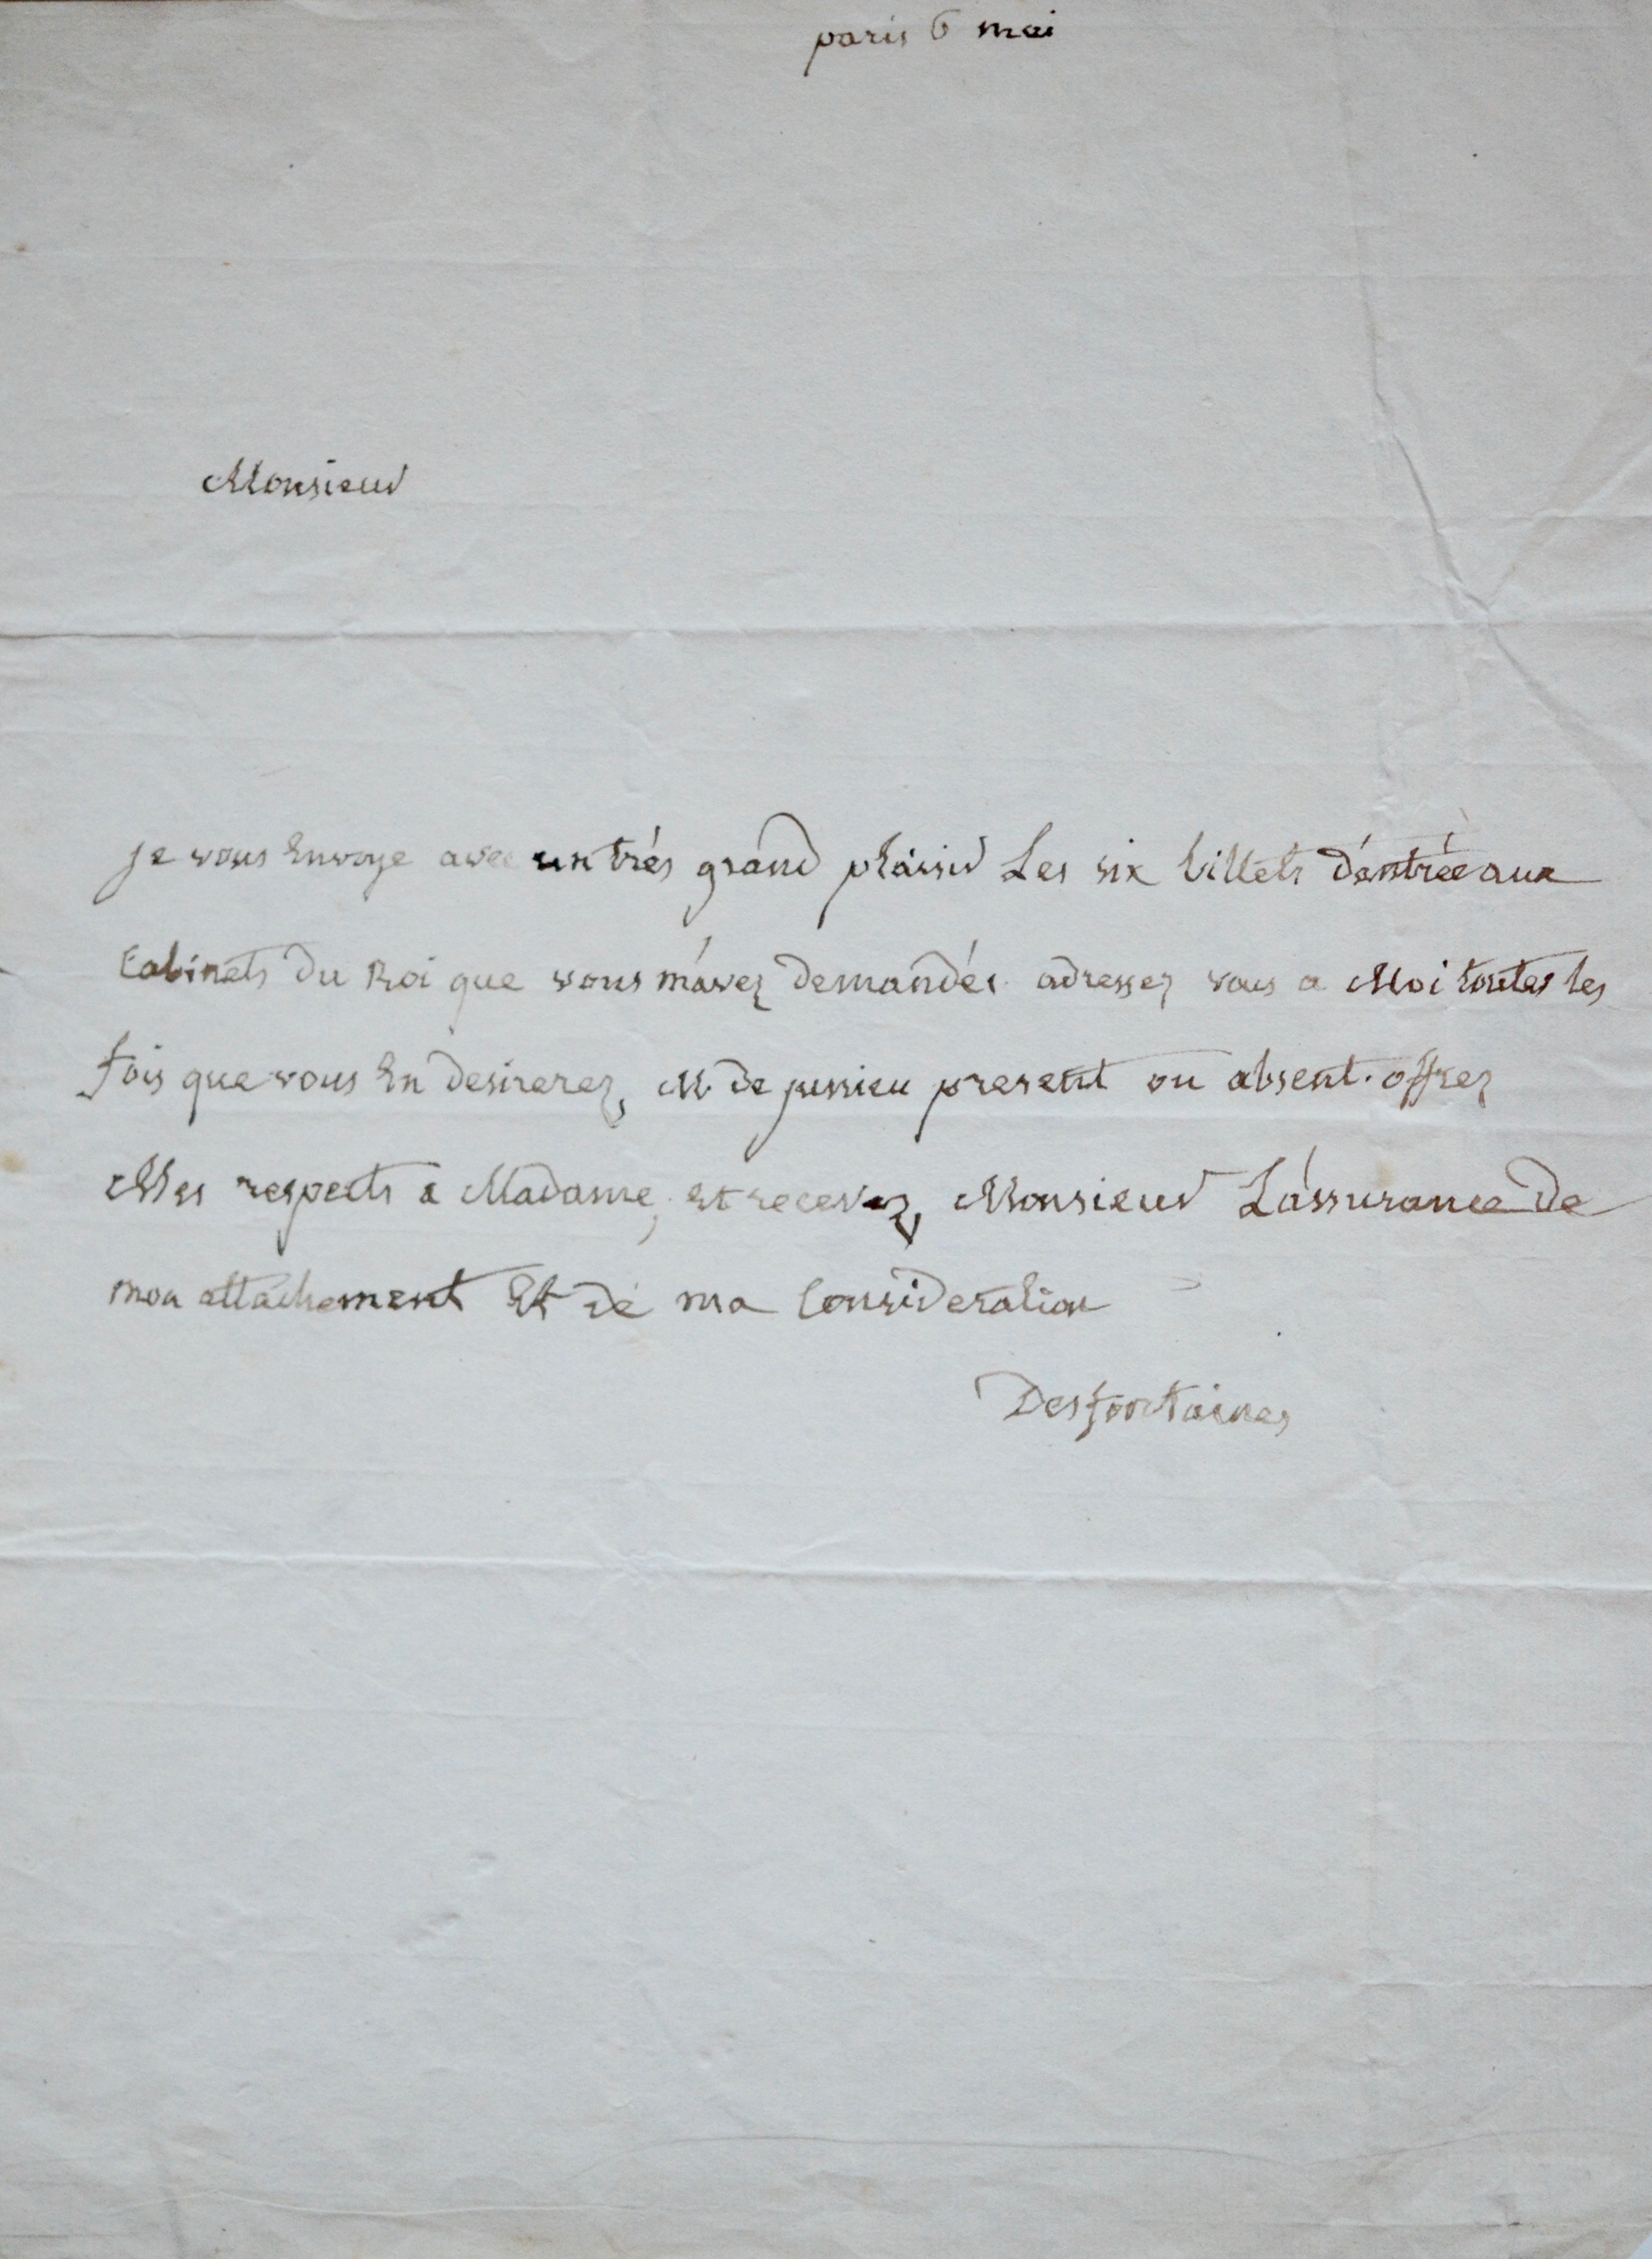 paris 6 mai
Monsieur
je vous Envoye avec un très grand plaisir Les six billets d'entrée aux
Cabinets du Roi que vous m'avez demandés. adressez vous a Moi toutes les
fois que vous En desirerez, M. de jussieu present ou absent. offrez
Mes respects a Madame, et recevez, Monsieur L'assurance de
mon attachement Et de ma Consideration
Desfontaines